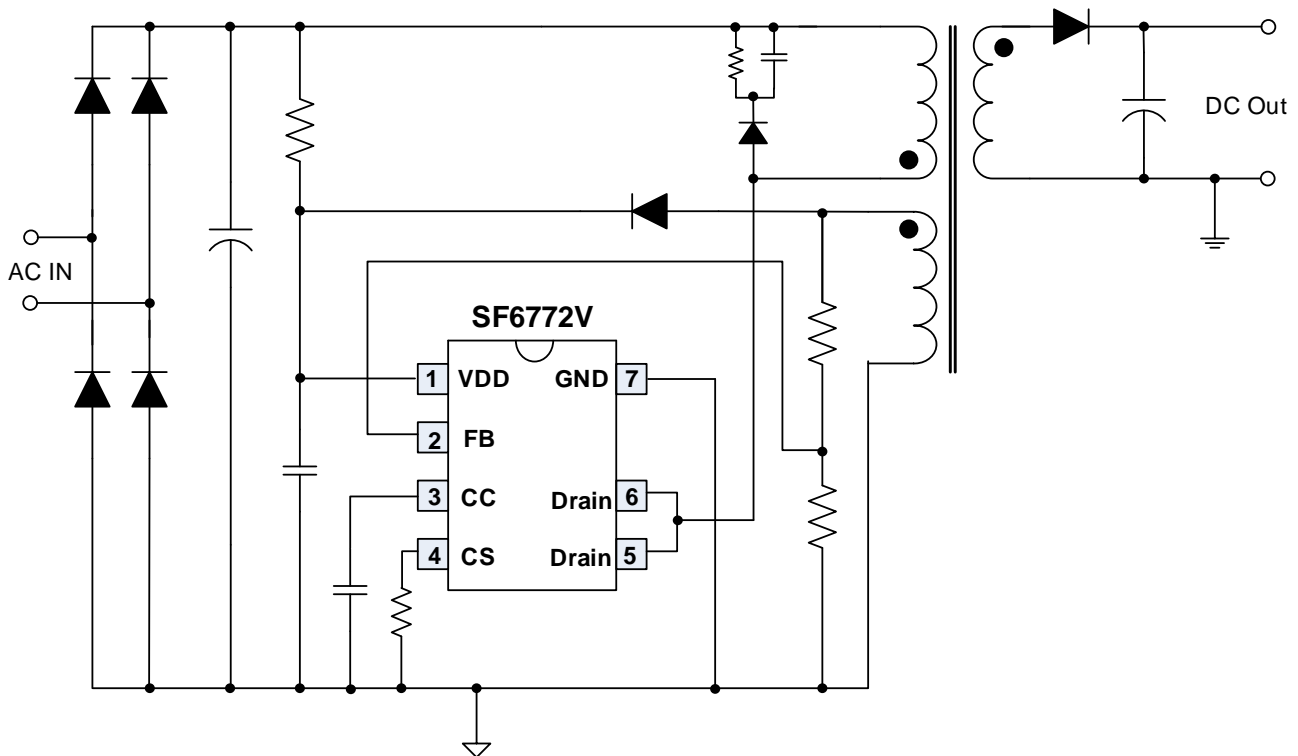 DC Out
AC IN
SF6772V
1 VDD GND 7
2 FB
3 CC Drain 6
4 CS Drain 5